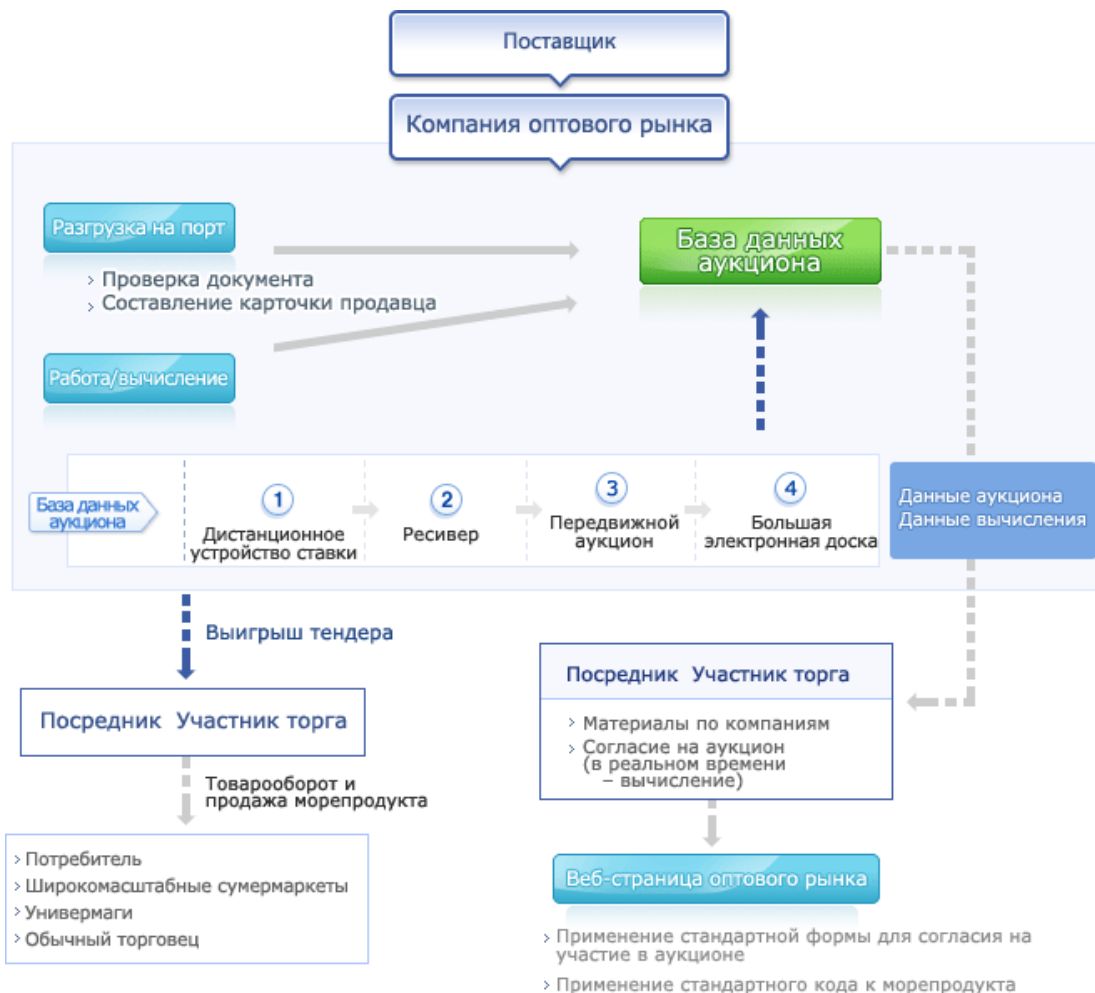 Поставщик
Компания оптового рынка
Разгрузка на порт
> Проверка документа
> Составление карточки продавца
База данных
аукциона
Работа/вычисление
База данных
аукциона
1
Дистанционное
устройство ставки
2
Ресивер
3
Передвижной
аукцион
4
Большая
электронная доска
Данные аукциона
Данные вычисления
Выигрыш тендера
Посредник Участник торга
Товарооборот и
продажа морепродукта
> Потребитель
> Широкомасштабные сумермаркеты
> Универмаги
> Обычный торговец
Посредник Участник торга
> Материалы по компаниям
> Согласие на аукцион
(в реальном времени
– вычисление)
Веб-страница оптового рынка
> Применение стандартной формы для согласия на
участие в аукционе
> Применение стандартного кода к морепродукта